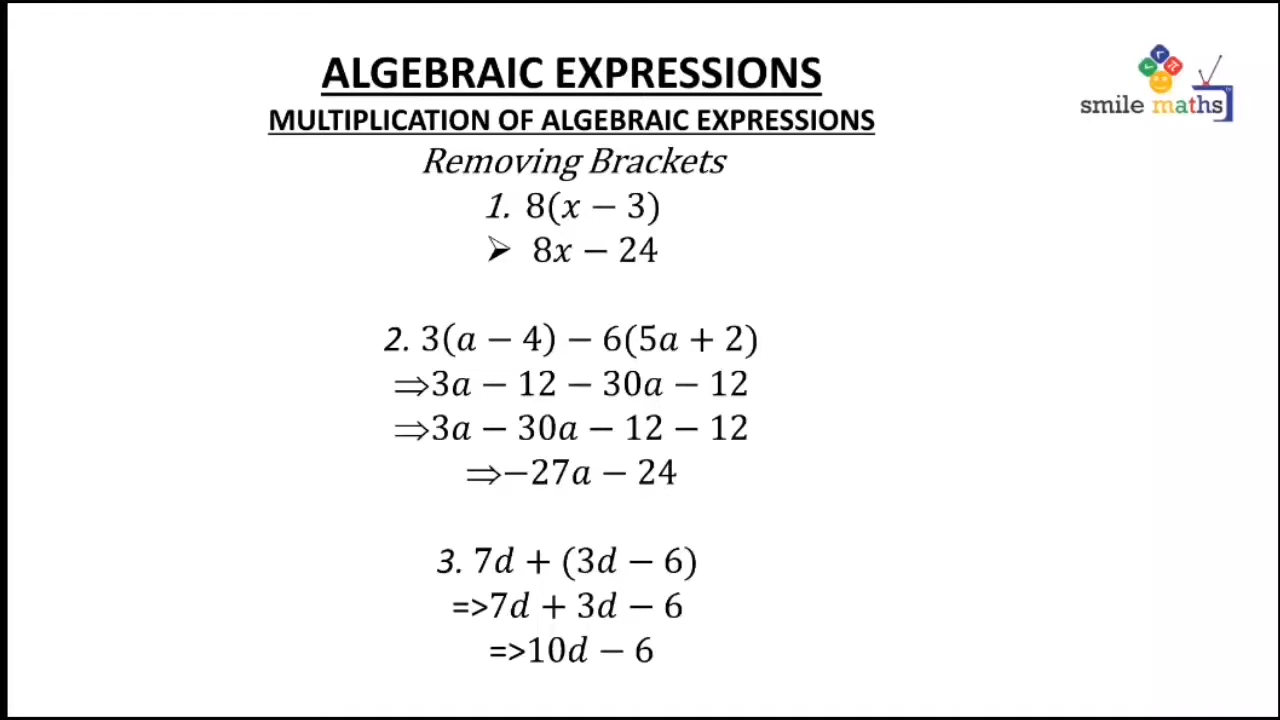 ALGEBRAIC EXPRESSIONS
MULTIPLICATION OF ALGEBRAIC EXPRESSIONS
Removing Brackets
1. 8(x − 3)
➢ 8x − 24
2. 3(a − 4) − 6(5a + 2)
⇒3a − 12 − 30a − 12
⇒3a − 30a − 12 − 12
⇒−27a − 24
3. 7d + (3d − 6)
=>7d + 3d − 6
=>10d − 6
smile maths